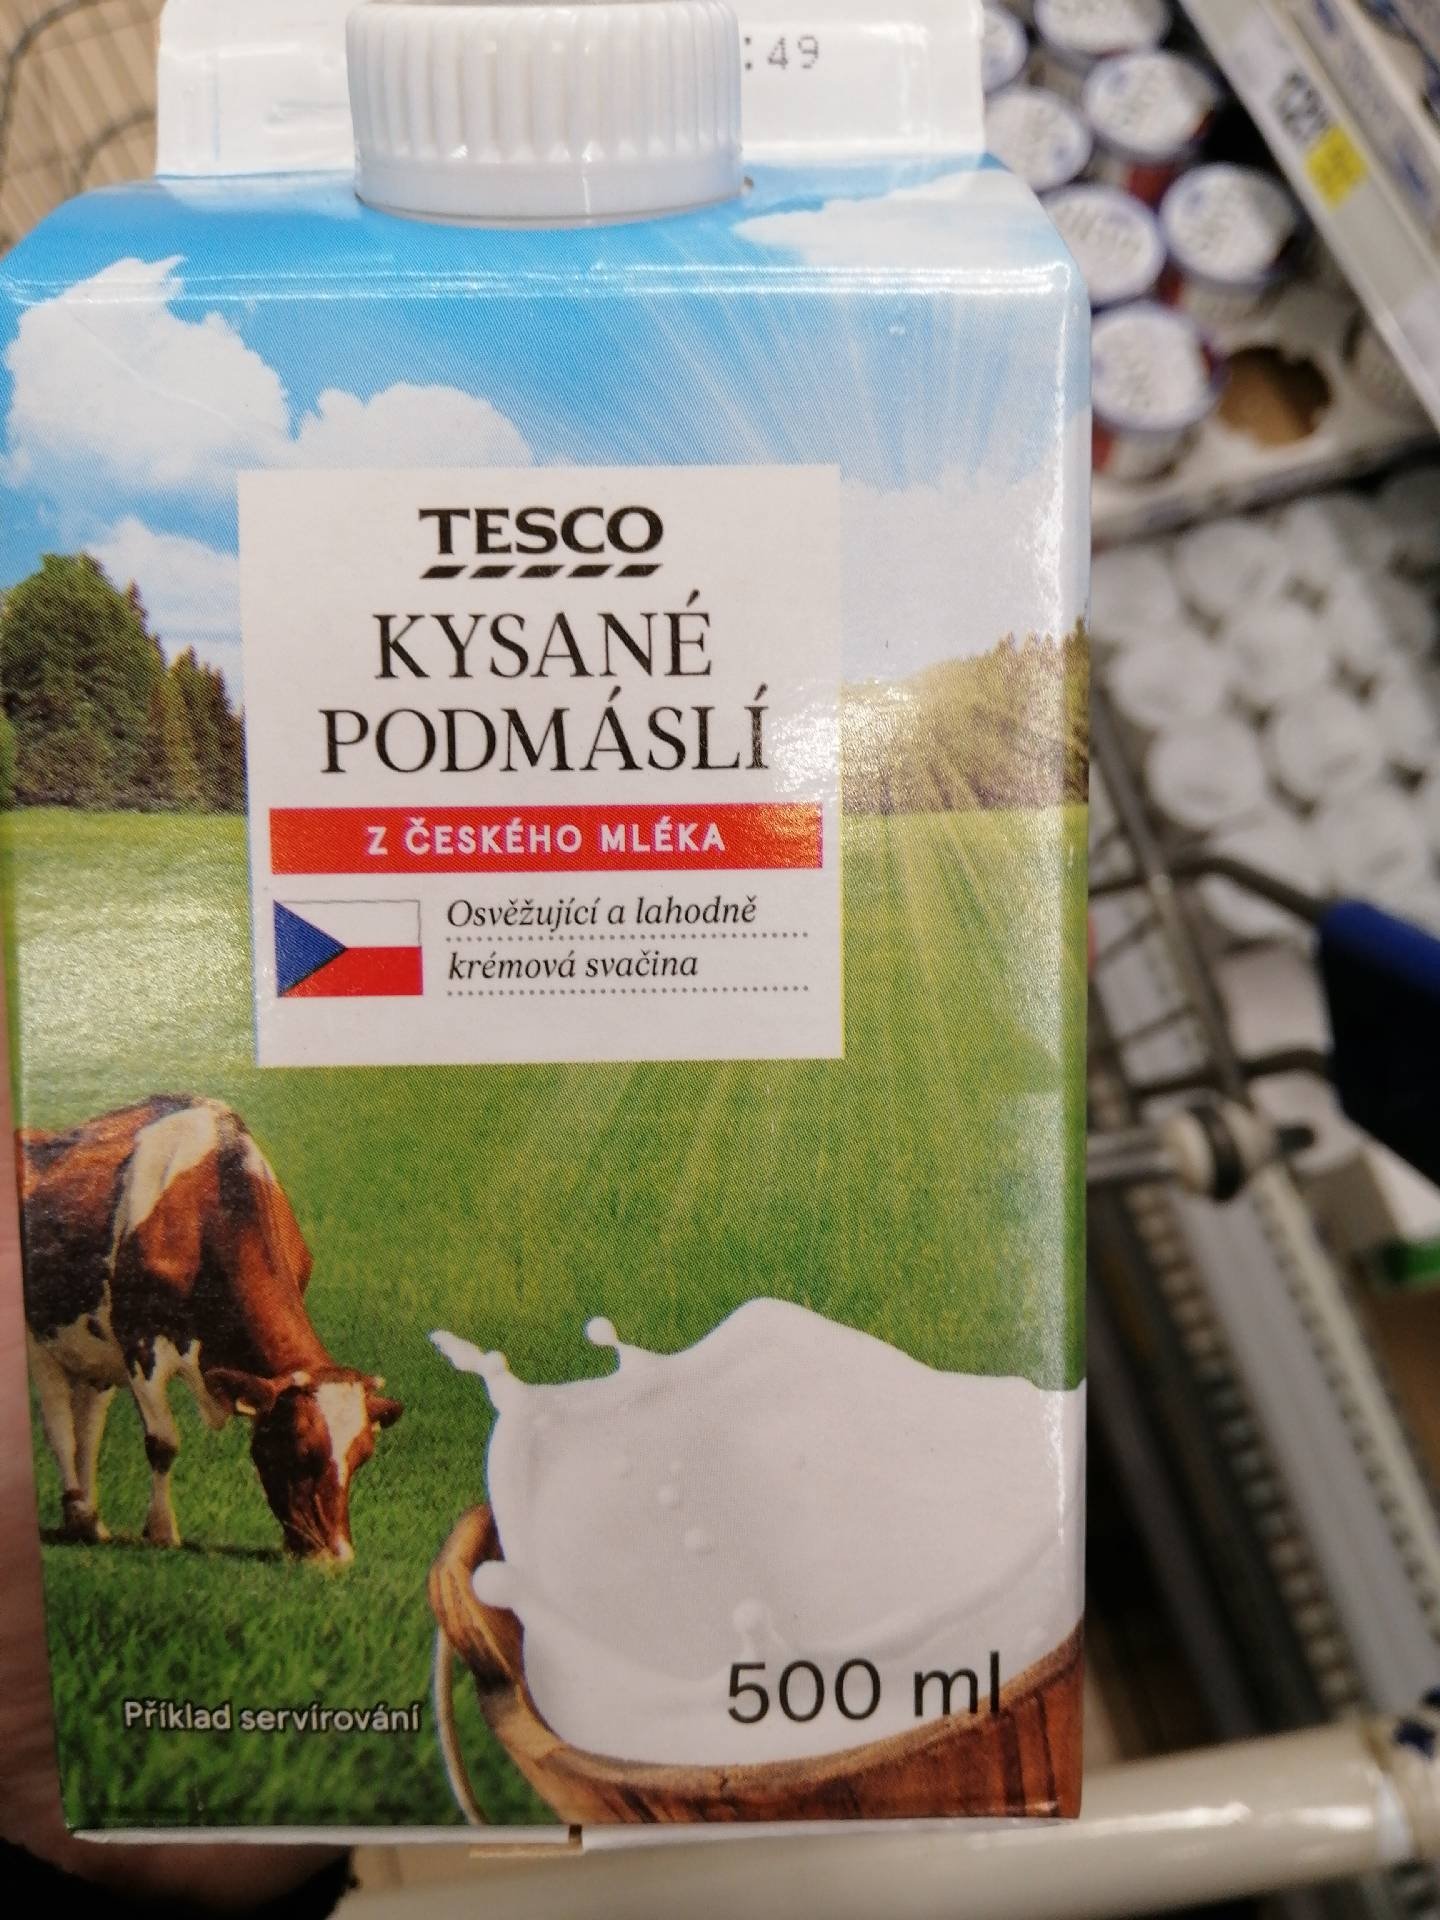 :49
TESCO
KYSANÉ
PODMÁSLÍ
Z ČESKÉHO MLÉKA
Osvěžující a lahodně
krémová svačina
500 ml
Příklad servírování